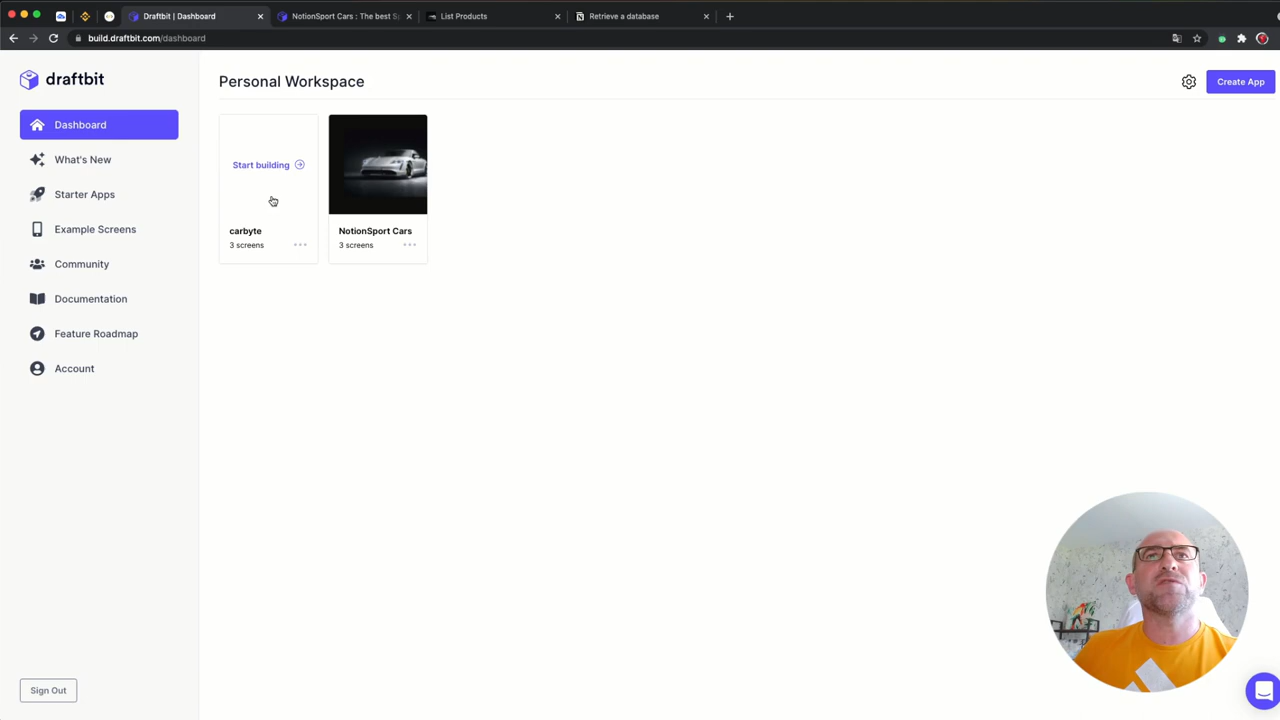 Draftbit | Dashboard
NotionSport Cars : The best S
List Products
Retrieve a database
build.draftbit.com/dashboard
draftbit
Personal Workspace
Create App
Dashboard
What's New
Starter Apps
Example Screens
Community
Documentation
Feature Roadmap
Account
Start building
carbyte
3 screens
NotionSport Cars
3 screens
Sign Out